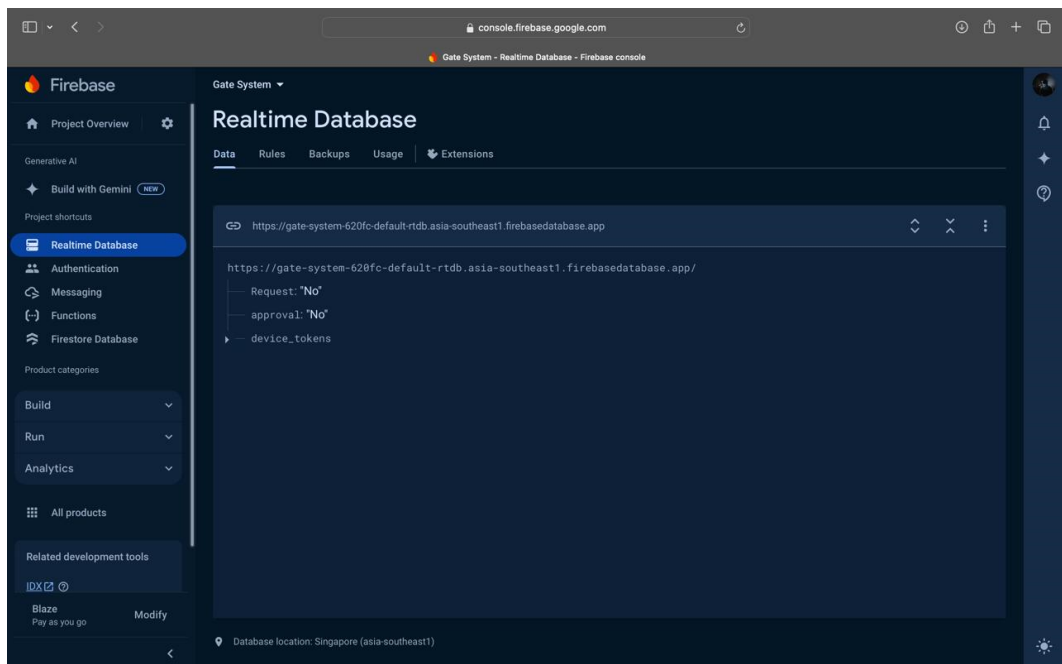 console.firebase.google.com
Gate System - Realtime Database - Firebase console
Firebase
Project Overview
Generative AI
Build with Gemini NEW
Project shortcuts
Realtime Database
Authentication
Messaging
Functions
Firestore Database
Product categories
Build
Run
Analytics
All products
Related development tools
IDX
Blaze
Pay as you go
Modify
Gate System
Realtime Database
Data Rules Backups Usage Extensions
https://gate-system-620fc-default-rtdb.asia-southeast1.firebasedatabase.app
https://gate-system-620fc-default-rtdb.asia-southeast1.firebasedatabase.app/
Request: "No"
approval: "No"
device_tokens
Database location: Singapore (asia-southeast1)